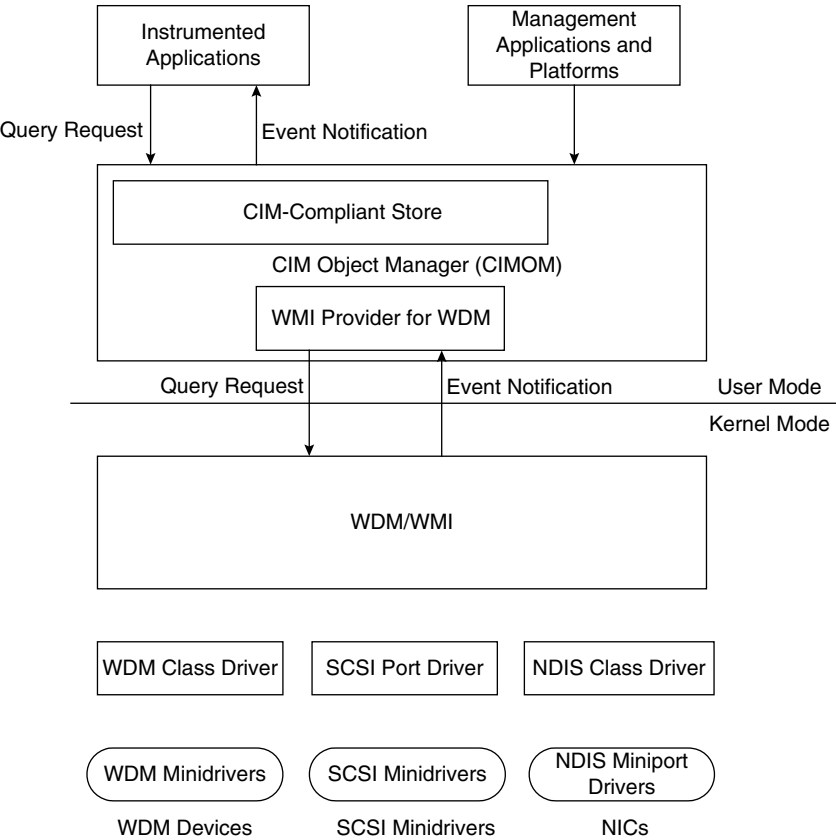 Instrumented
Applications
Management
Applications and
Platforms
Query Request
Event Notification
CIM-Compliant Store
CIM Object Manager (CIMOM)
WMI Provider for WDM
Query Request
Event Notification
User Mode
Kernel Mode
WDM/WMI
WDM Class Driver
SCSI Port Driver
NDIS Class Driver
WDM Minidrivers
SCSI Minidrivers
NDIS Miniport
Drivers
WDM Devices
SCSI Minidrivers
NICs